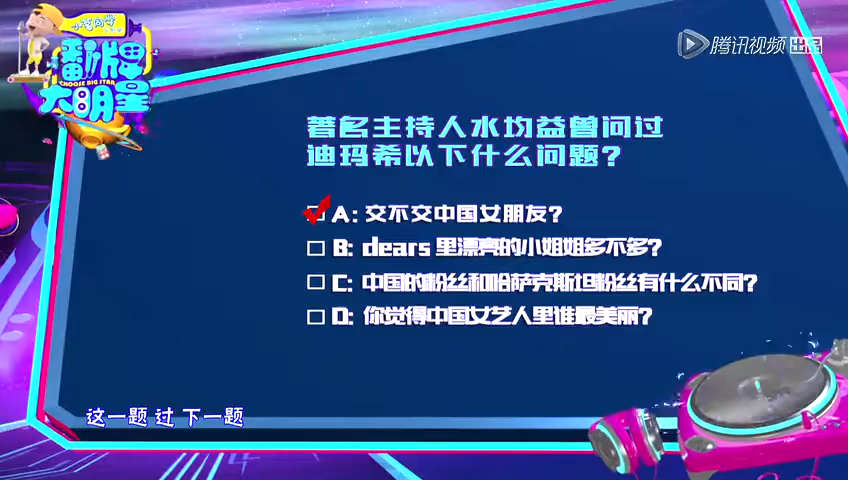 小冠同学
翻牌
CHOOSE BIG STAR
大明星
腾讯视频 出品
著名主持人水均益曾问过
迪玛希以下什么问题?
A: 交不交中国女朋友?
B: dears 里漂亮的小姐姐多不多?
C: 中国的粉丝和哈萨克斯坦粉丝有什么不同?
D: 你觉得中国女艺人里谁最美丽?
这一题 过 下一题